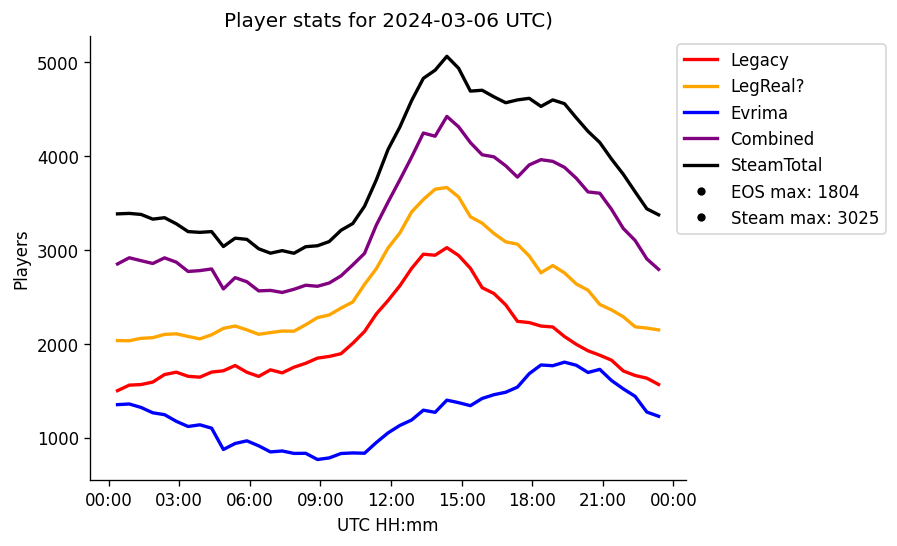 Player stats for 2024-03-06 UTC)
Players
5000
4000
3000
2000
1000
00:00 03:00 06:00 09:00 12:00 15:00 18:00 21:00 00:00
UTC HH:mm
Legacy
LegReal?
Evrima
Combined
SteamTotal
EOS max: 1804
Steam max: 3025